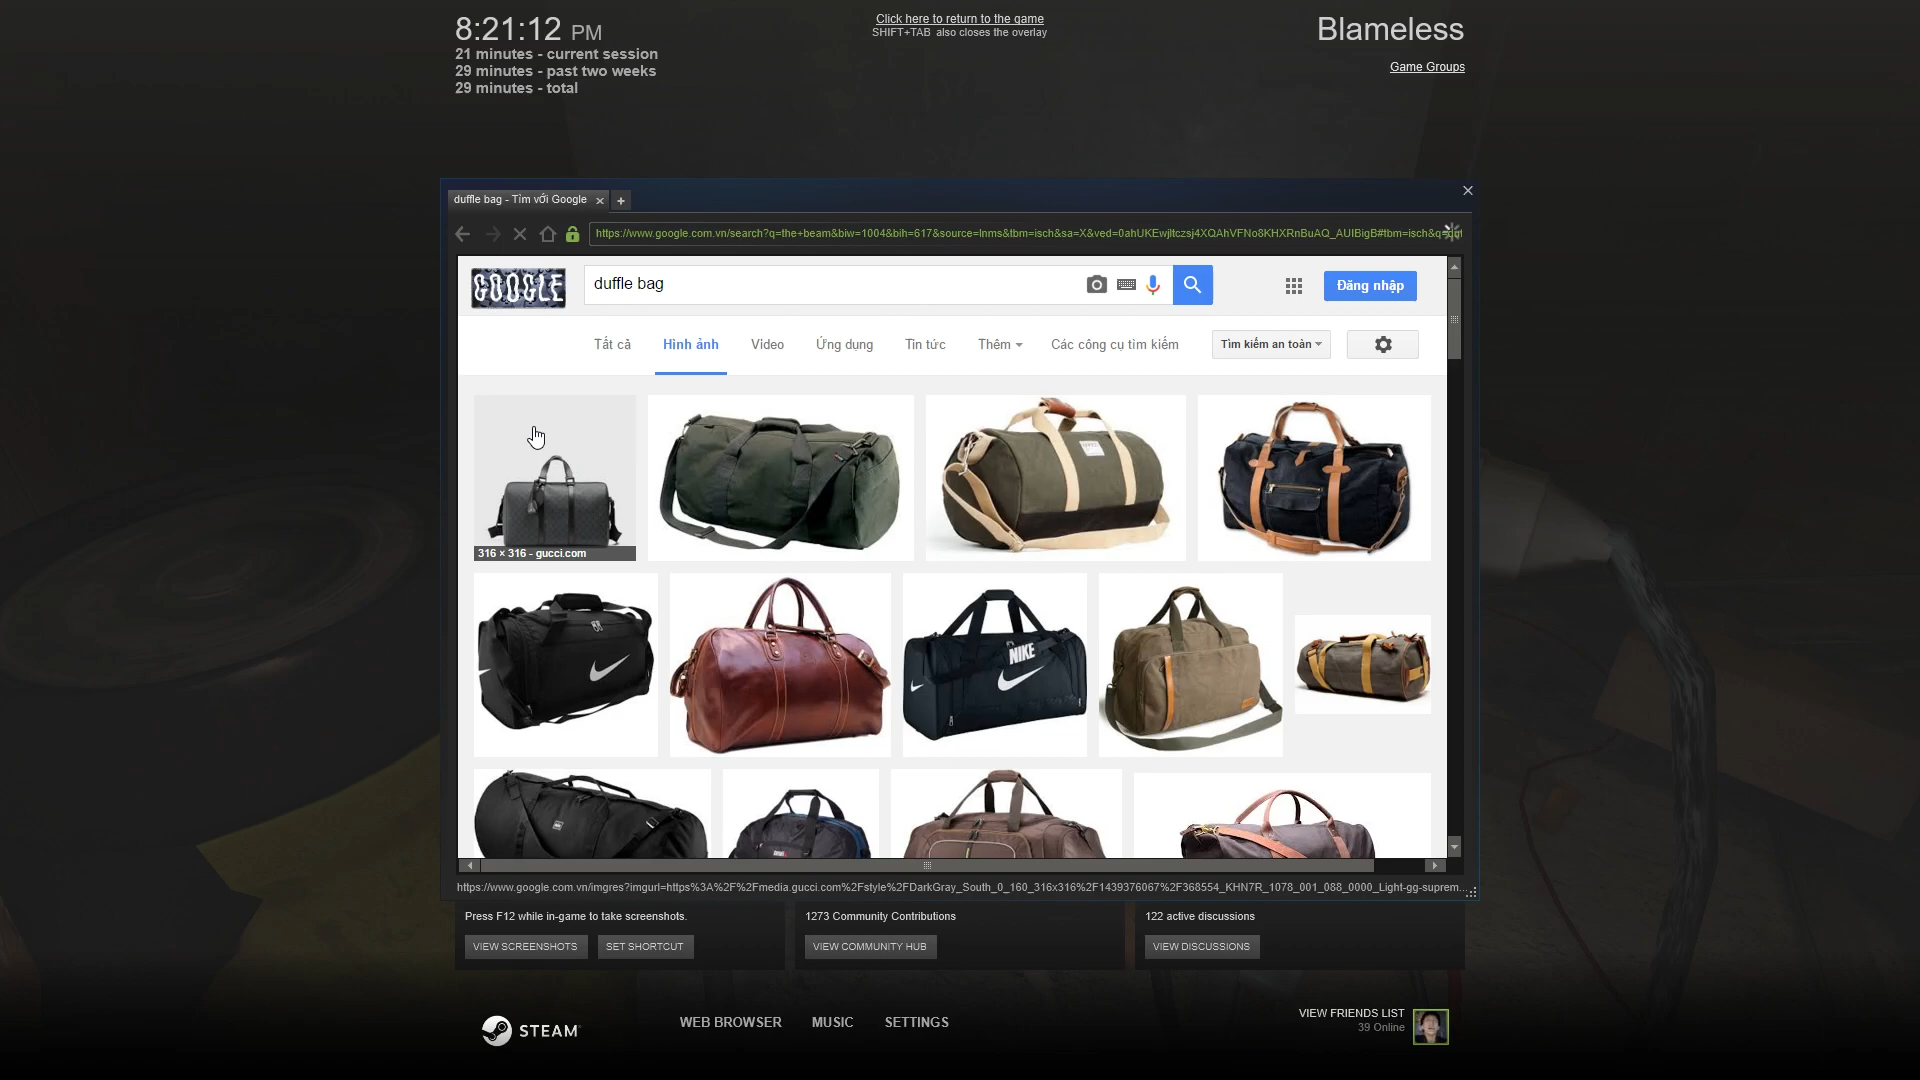 8:21:12 PM
21 minutes - current session
29 minutes - past two weeks
29 minutes - total
Click here to return to the game
SHIFT+TAB also closes the overlay
Blameless
Game Groups
duffle bag - Tìm với Google
https://www.google.com.vn/search?q=the+beam&biw=1004&bih=617&source=lnms&tbm=isch&sa=X&ved=0ahUKEwjltczsj4XQAhVFNo8KHXRnBuAQ_AUIBigB#tbm=isch&q=
GOOGLE
duffle bag
Đăng nhập
Tất cả
Hình ảnh
Video
Ứng dụng
Tin tức
Thêm
Các công cụ tìm kiếm
Tìm kiếm an toàn
316 × 316 - gucci.com
NIKE
https://www.google.com.vn/imgres?imgurl=https%3A%2F%2Fmedia.gucci.com%2Fstyle%2FDarkGray_South_0_160_316x316%2F1439376067%2F368554_KHN7R_1078_001_088_0000_Light-gg-suprem...
Press F12 while in-game to take screenshots.
VIEW SCREENSHOTS
SET SHORTCUT
1273 Community Contributions
VIEW COMMUNITY HUB
122 active discussions
VIEW DISCUSSIONS
STEAM
WEB BROWSER
MUSIC
SETTINGS
VIEW FRIENDS LIST
39 Online